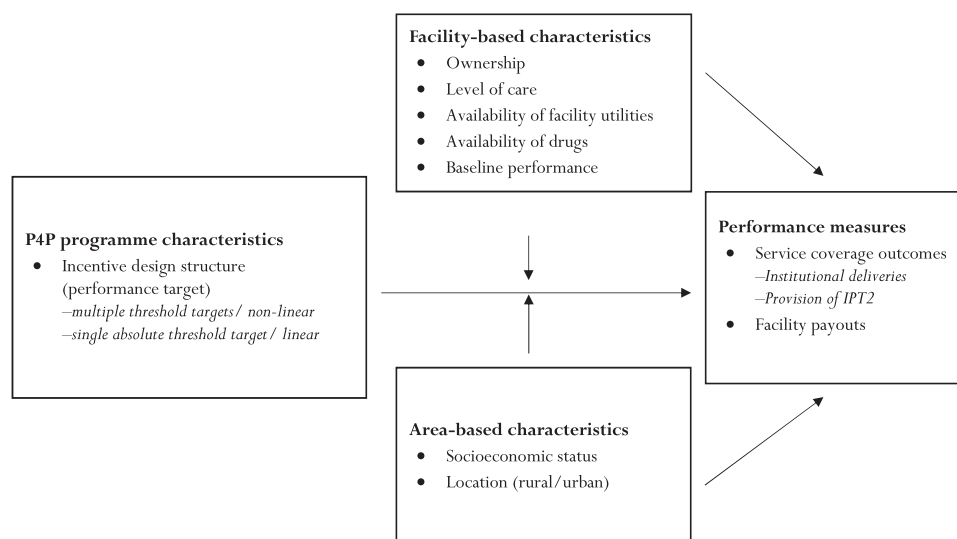 Facility-based characteristics
● Ownership
● Level of care
● Availability of facility utilities
● Availability of drugs
● Baseline performance
P4P programme characteristics
● Incentive design structure
(performance target)
–multiple threshold targets/ non-linear
–single absolute threshold target/ linear
Performance measures
● Service coverage outcomes
–Institutional deliveries
–Provision of IPT2
● Facility payouts
Area-based characteristics
● Socioeconomic status
● Location (rural/urban)